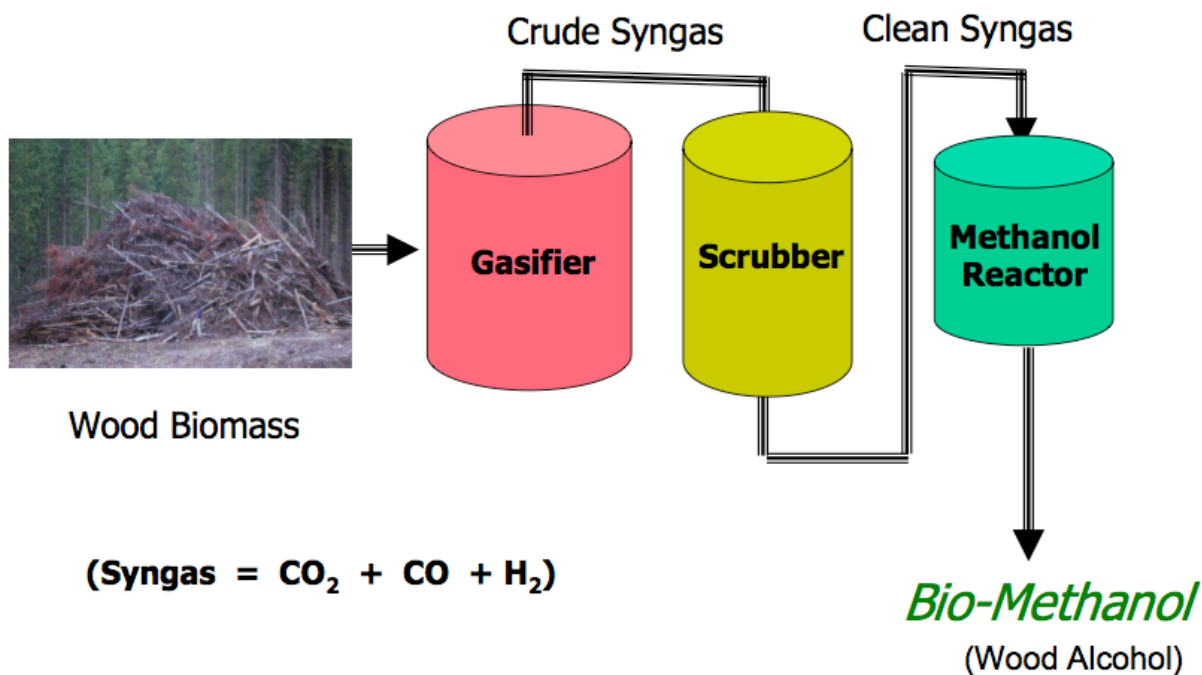 Crude Syngas
Clean Syngas
Gasifier
Scrubber
Methanol
Reactor
Wood Biomass
(Syngas = CO₂ + CO + H₂)
Bio-Methanol
(Wood Alcohol)